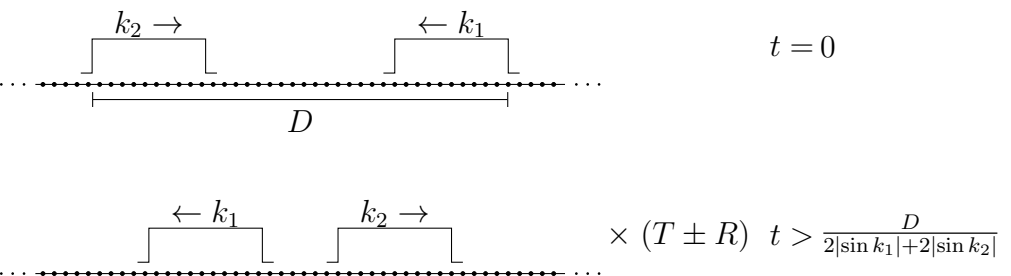 k₂ → ← k₁ t = 0
· · · · · ·
D
← k₁ k₂ → × (T ± R) t > D / (2|sin k₁|+2|sin k₂|)
· · · · · ·